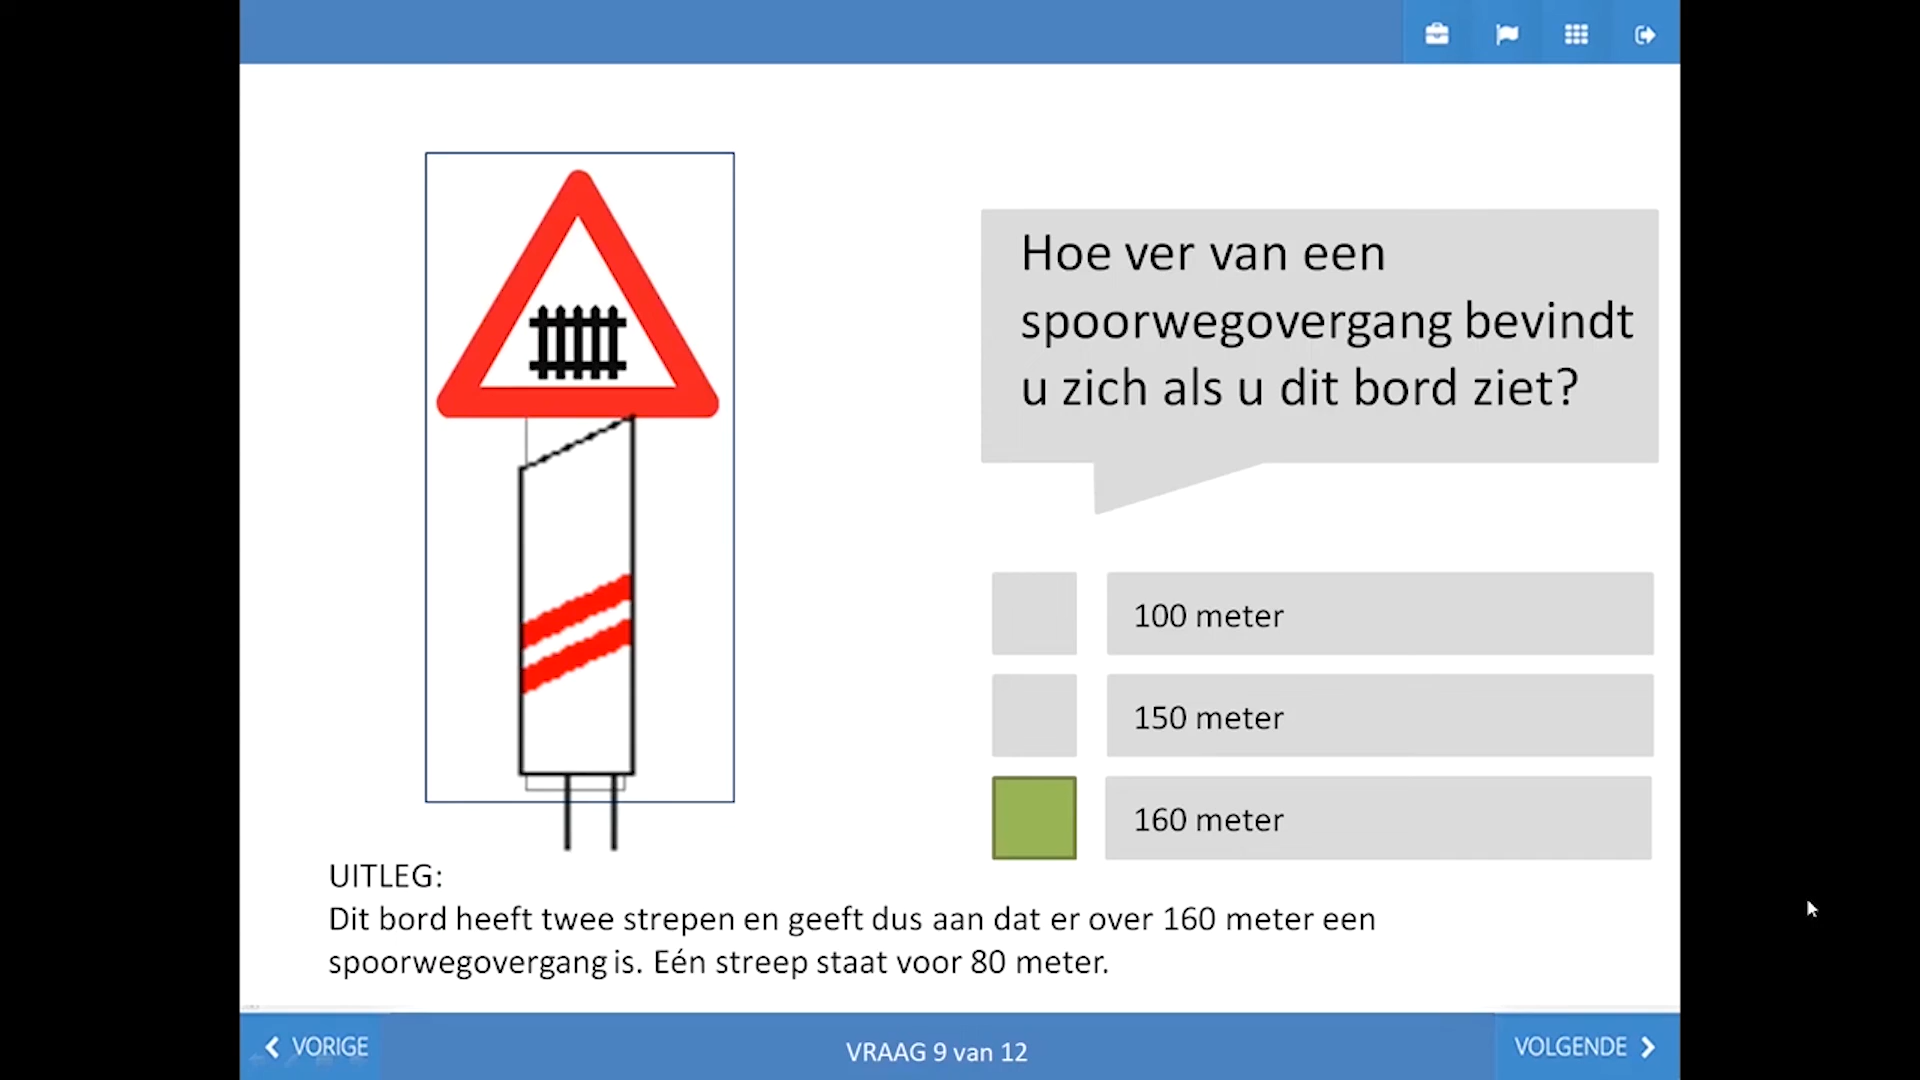 Hoe ver van een
spoorwegovergang bevindt
u zich als u dit bord ziet?
100 meter
150 meter
160 meter
UITLEG:
Dit bord heeft twee strepen en geeft dus aan dat er over 160 meter een
spoorwegovergang is. Eén streep staat voor 80 meter.
VORIGE
VRAAG 9 van 12
VOLGENDE